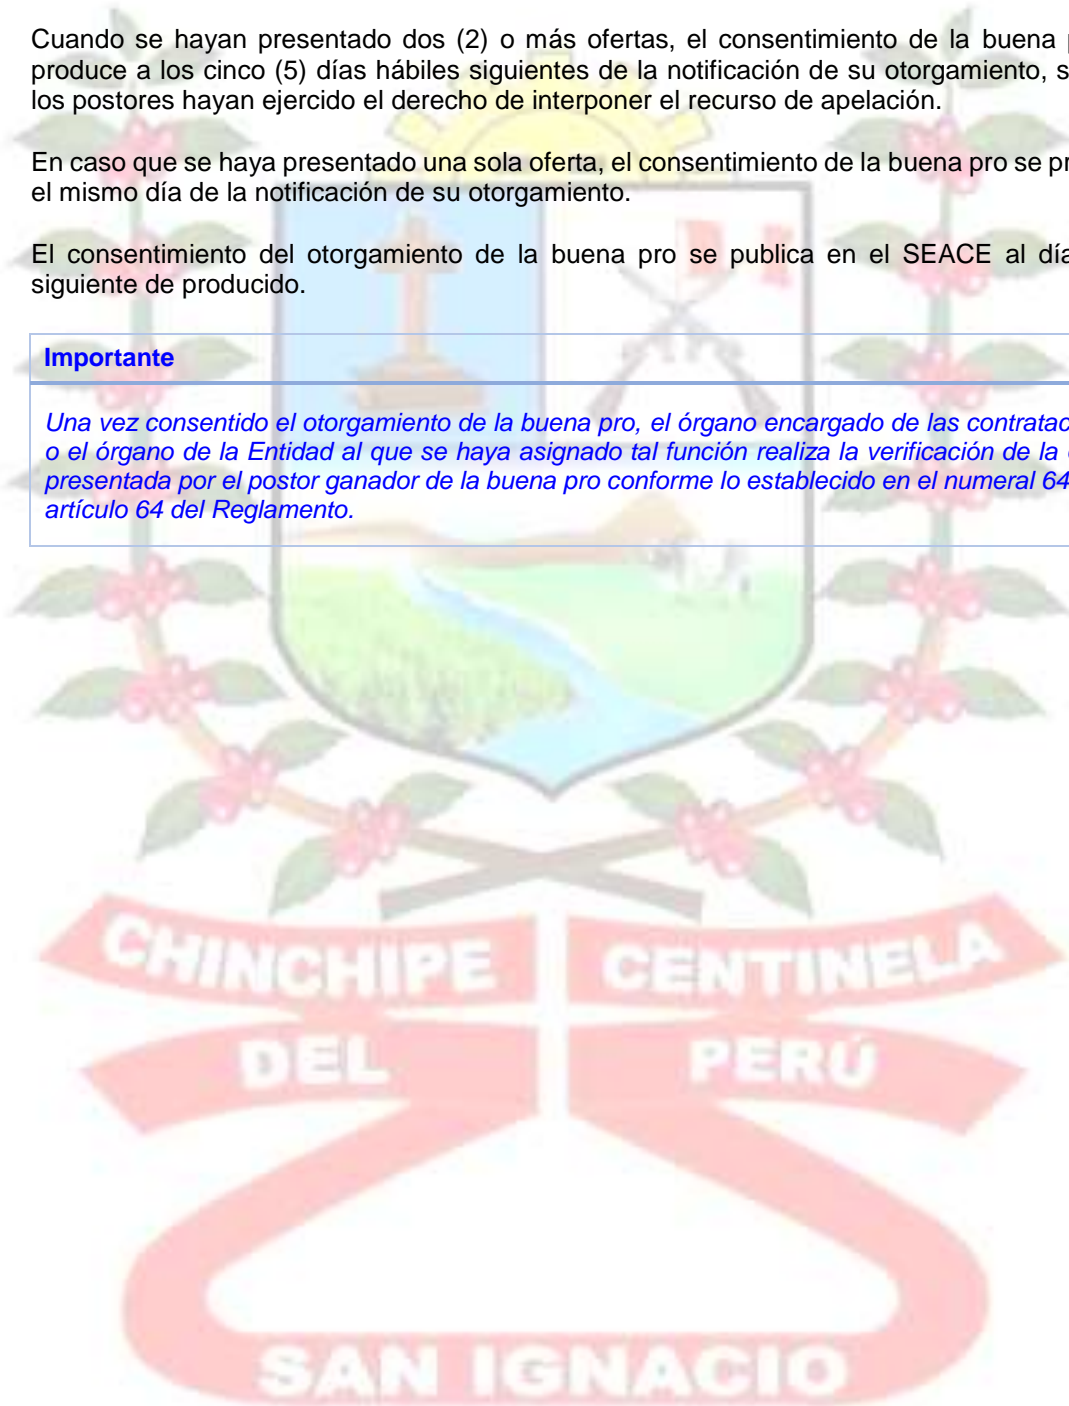 Cuando se hayan presentado dos (2) o más ofertas, el consentimiento de la buena
produce a los cinco (5) días hábiles siguientes de la notificación de su otorgamiento,
los postores hayan ejercido el derecho de interponer el recurso de apelación.
En caso que se haya presentado una sola oferta, el consentimiento de la buena pro se
el mismo día de la notificación de su otorgamiento.
El consentimiento del otorgamiento de la buena pro se publica en el SEACE al día
siguiente de producido.
Importante
Una vez consentido el otorgamiento de la buena pro, el órgano encargado de las
o el órgano de la Entidad al que se haya asignado tal función realiza la verificación de la
presentada por el postor ganador de la buena pro conforme lo establecido en el numeral 64
artículo 64 del Reglamento.
CHINCHIPE CENTINELA
DEL PERÚ
SAN IGNACIO